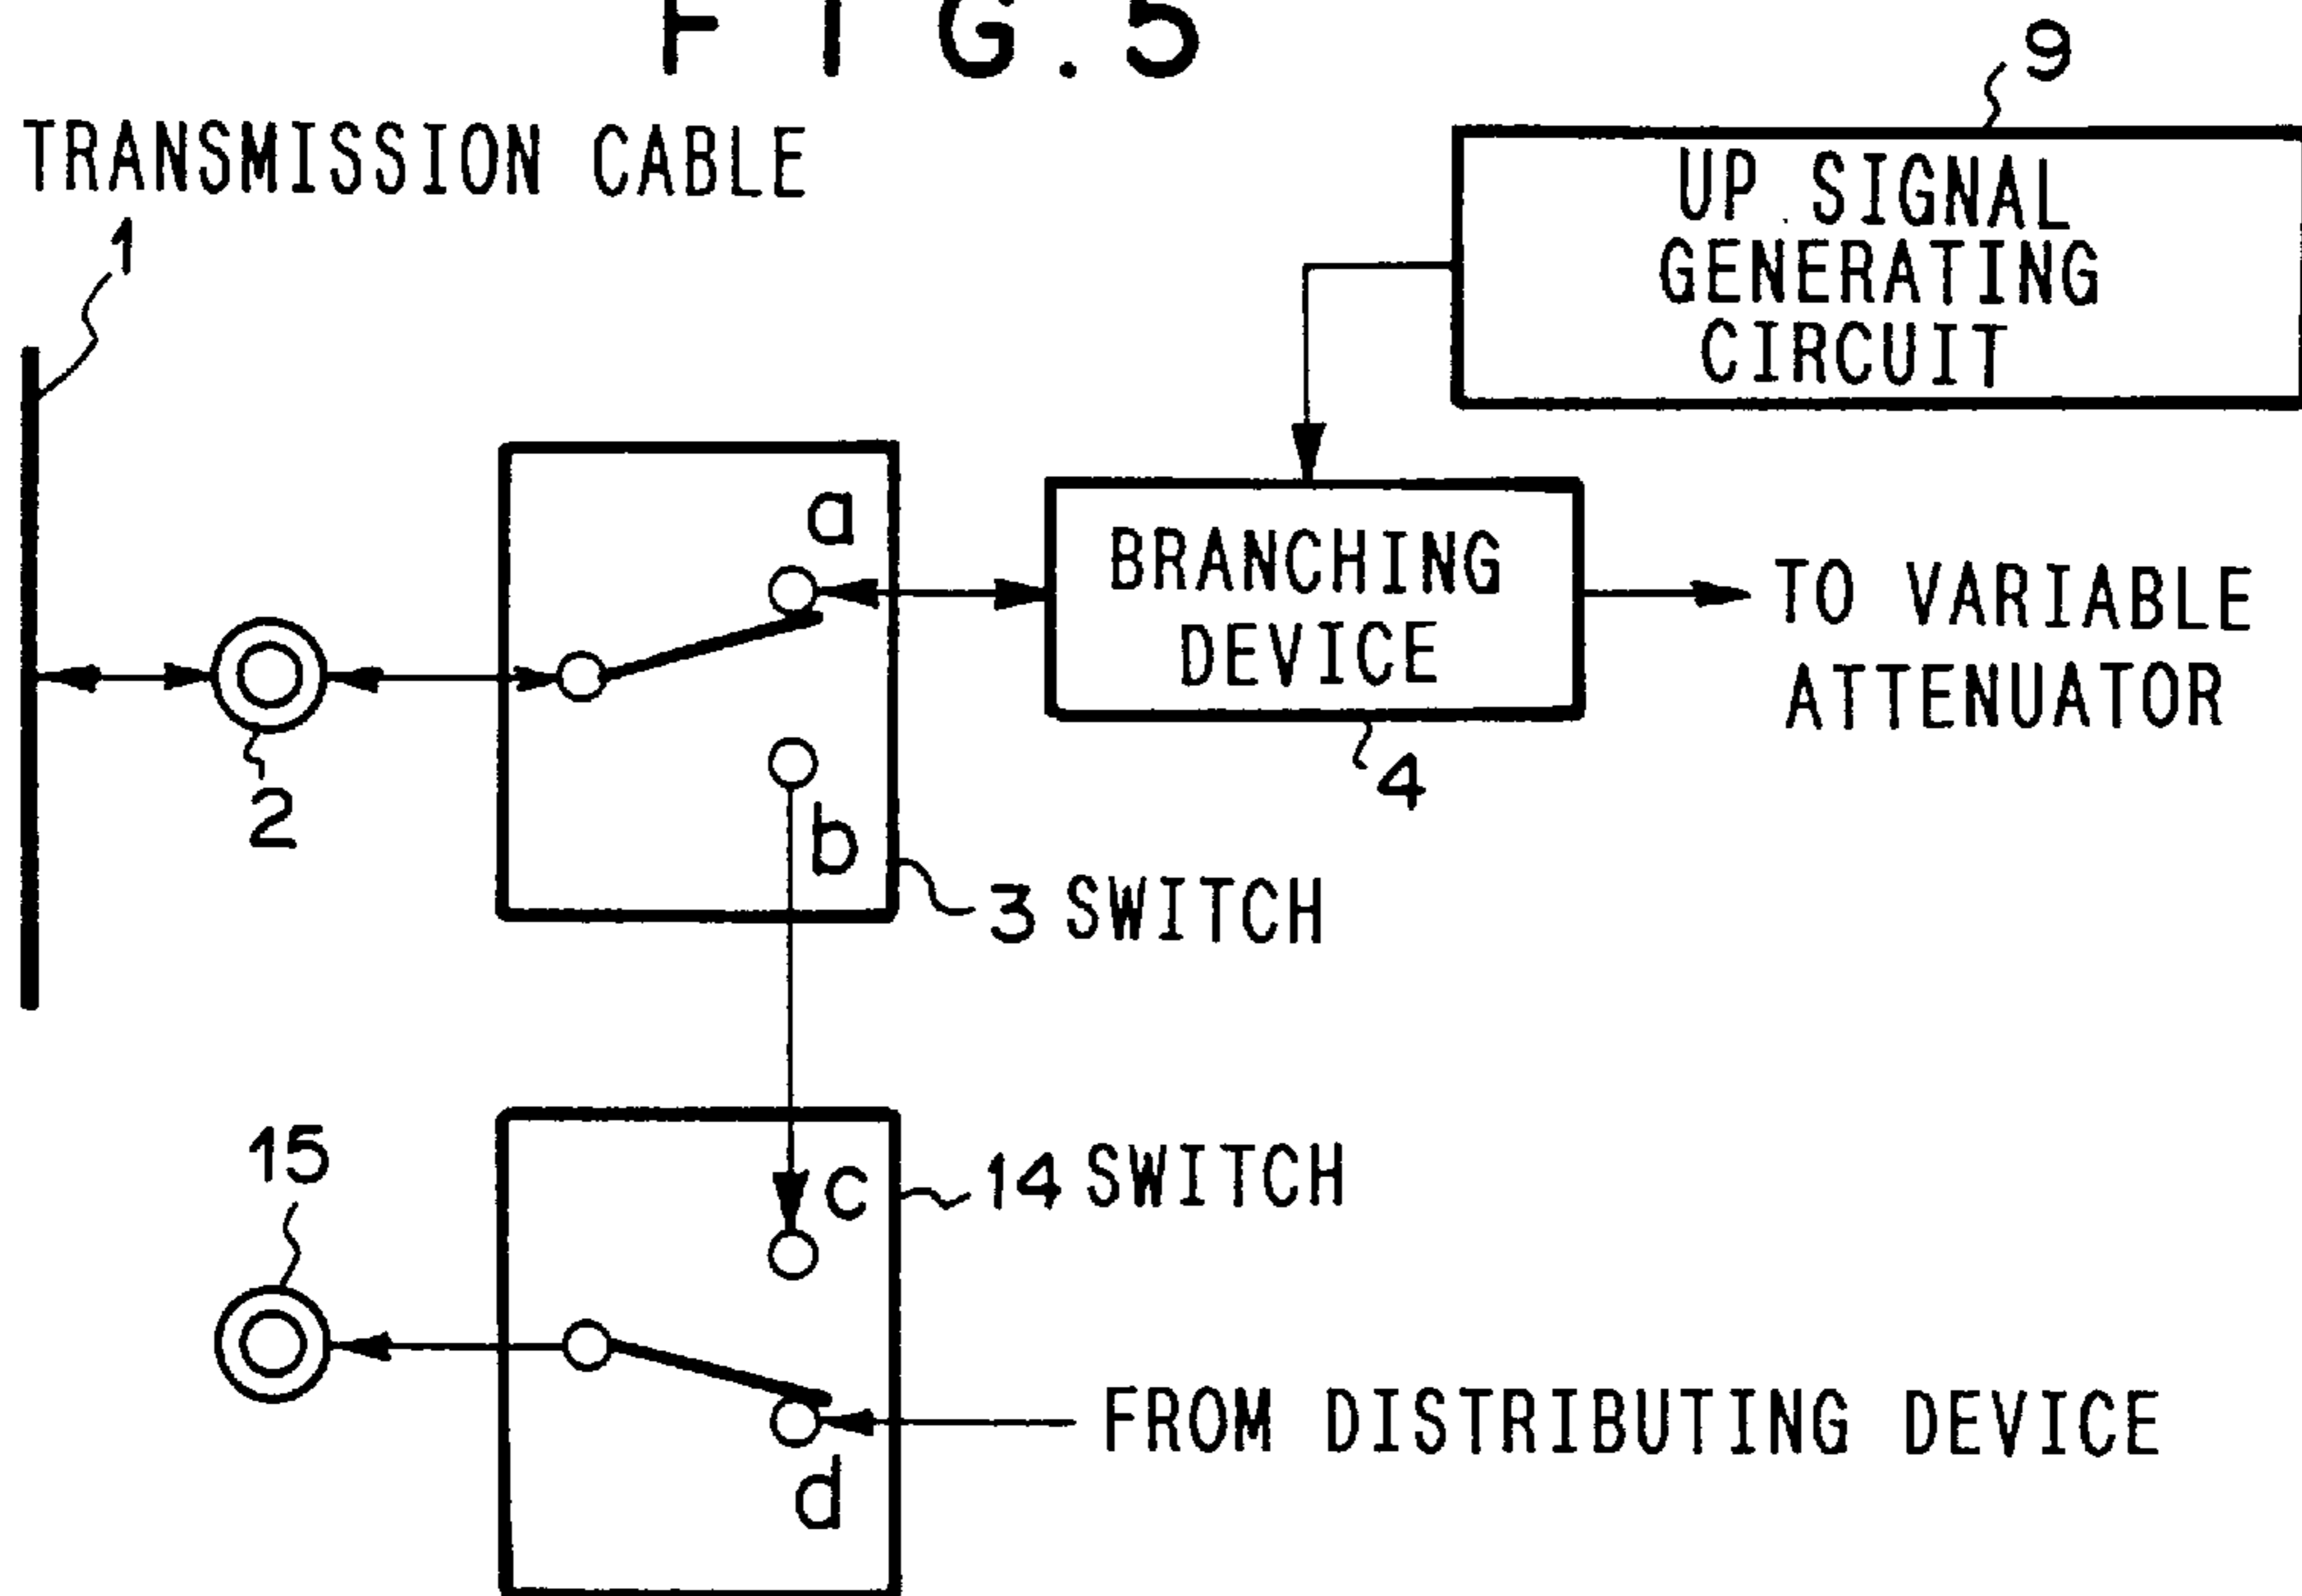 FIG.5
TRANSMISSION CABLE
1
9
UP SIGNAL
GENERATING
CIRCUIT
a
BRANCHING
DEVICE
TO VARIABLE
ATTENUATOR
2
4
b
3 SWITCH
15
c
14 SWITCH
FROM DISTRIBUTING DEVICE
d